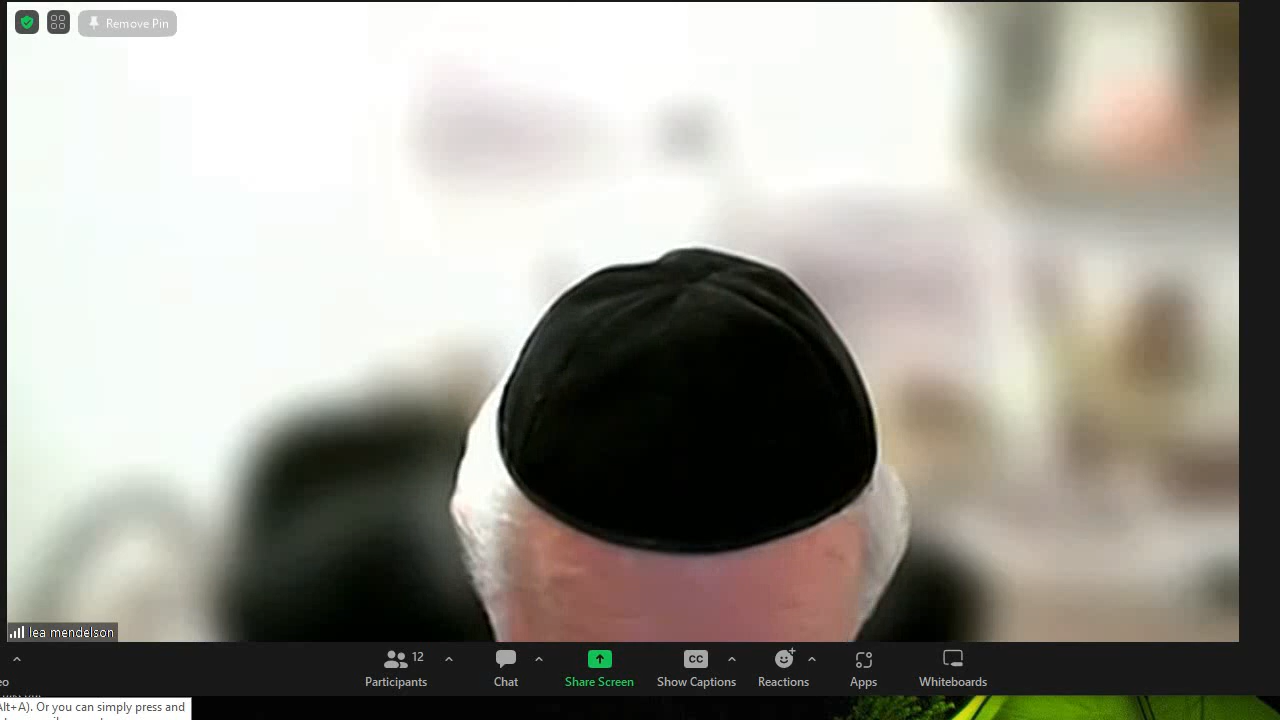 Remove Pin
lea mendelson
12
Participants
Chat
Share Screen
CC
Show Captions
Reactions
Apps
Whiteboards
Alt+A). Or you can simply press and